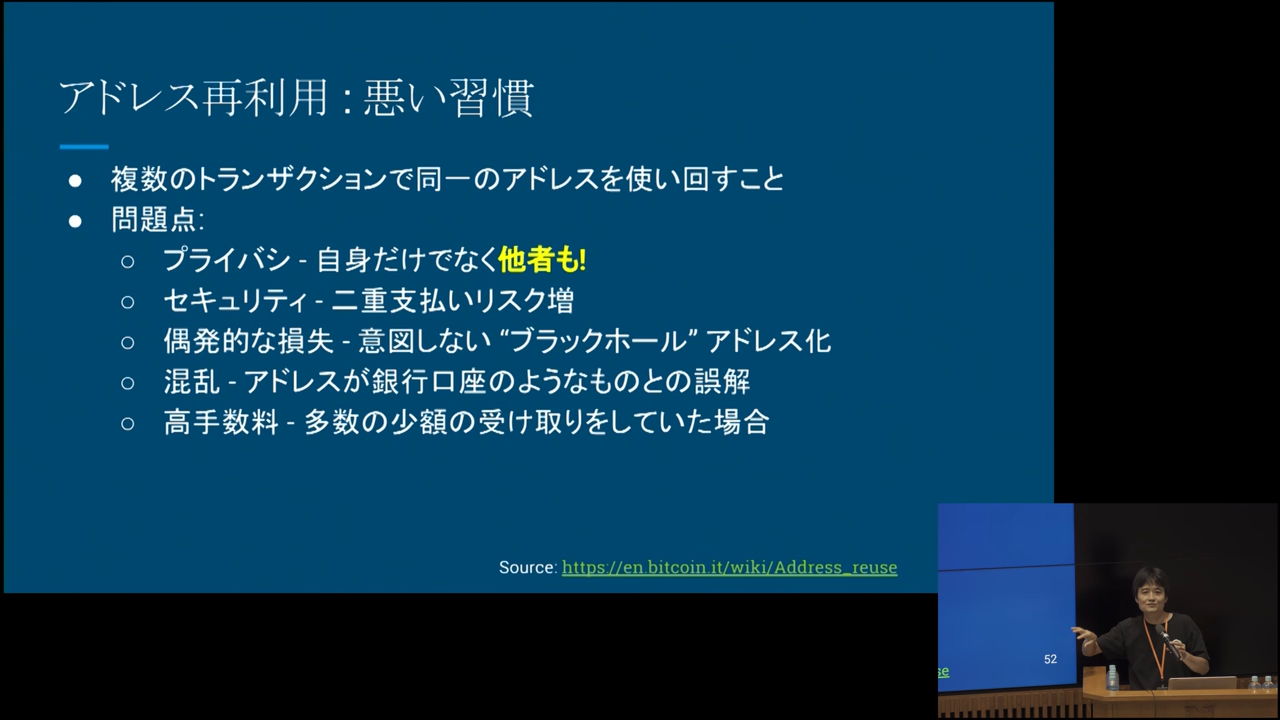 アドレス再利用 : 悪い習慣
● 複数のトランザクションで同一のアドレスを使い回すこと
● 問題点:
○ プライバシ - 自身だけでなく他者も!
○ セキュリティ - 二重支払いリスク増
○ 偶発的な損失 - 意図しない “ブラックホール” アドレス化
○ 混乱 - アドレスが銀行口座のようなものとの誤解
○ 高手数料 - 多数の少額の受け取りをしていた場合
Source: https://en.bitcoin.it/wiki/Address_reuse
52
se